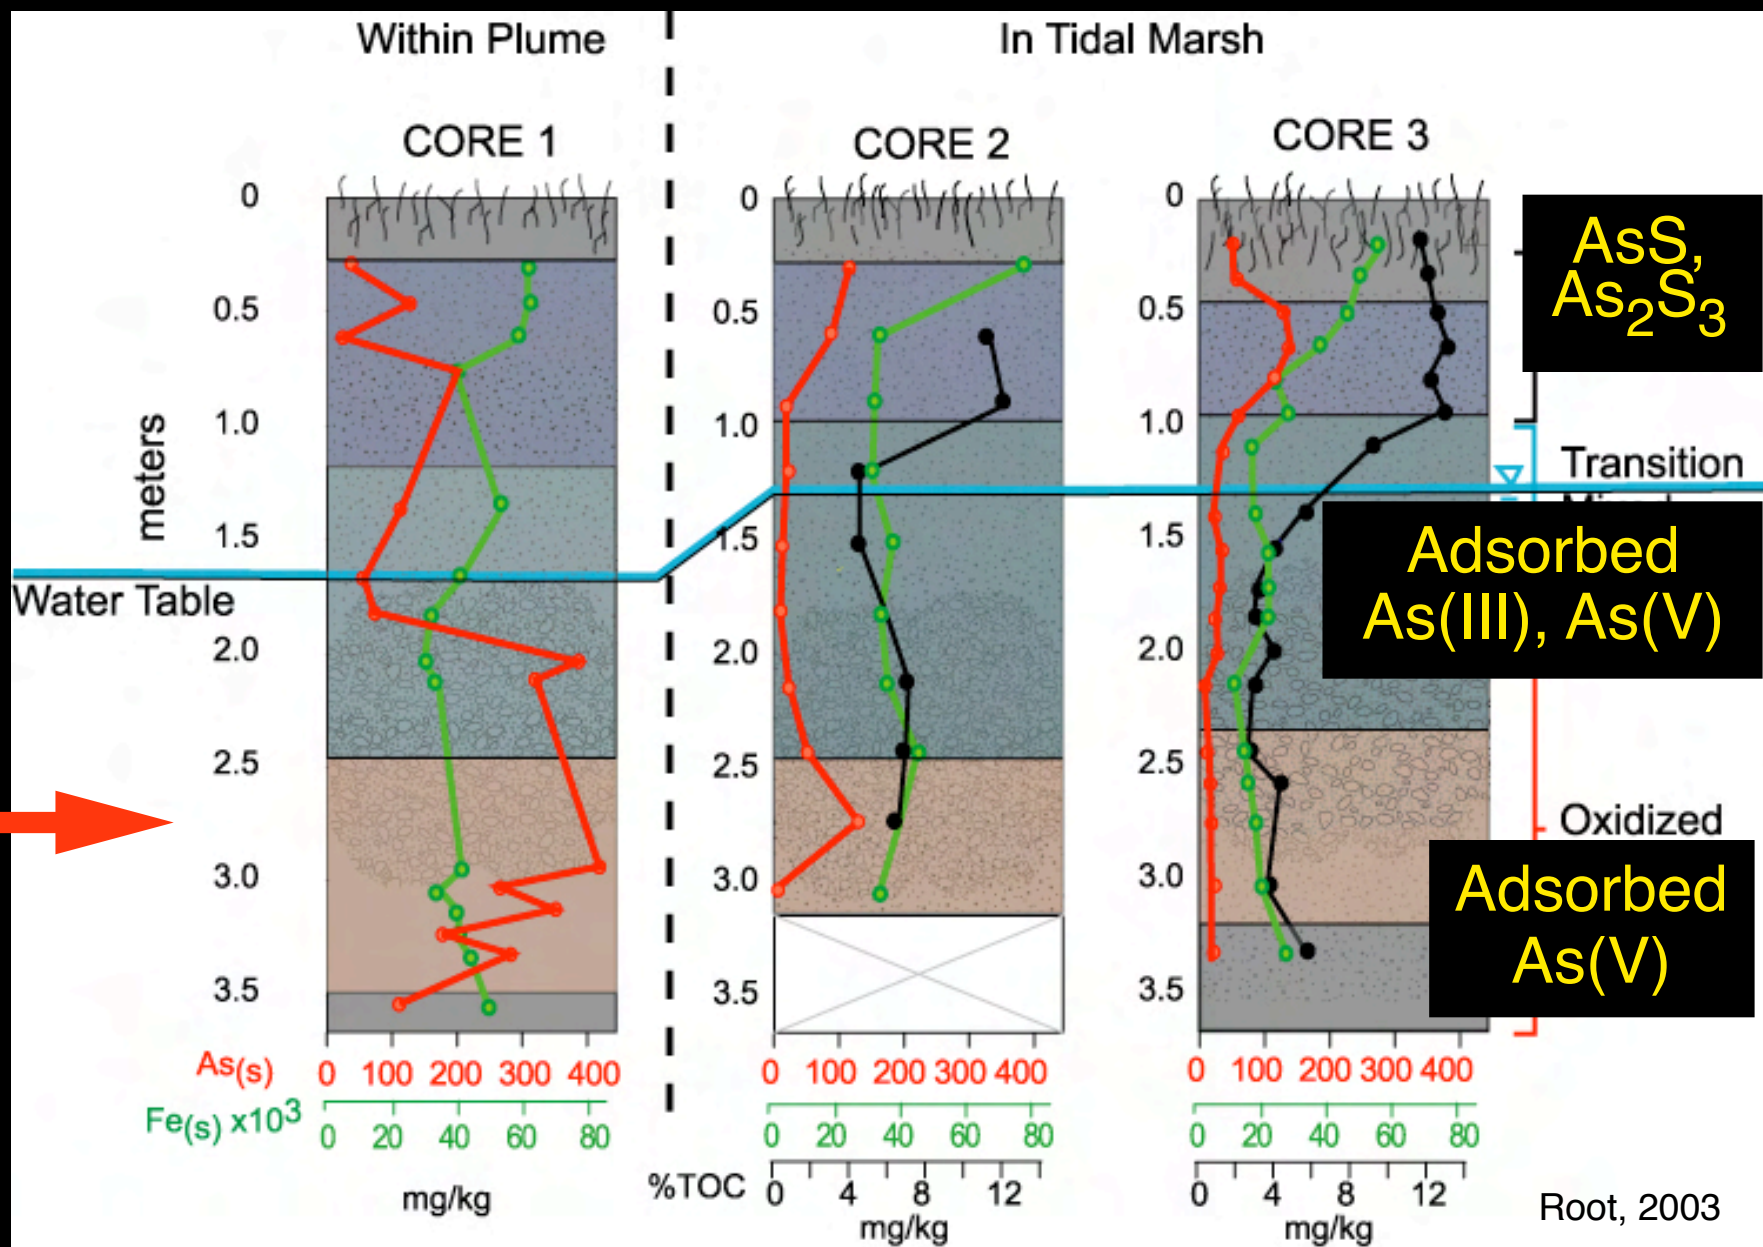 Within Plume
In Tidal Marsh
CORE 1
CORE 2
CORE 3
meters
0
0.5
1.0
1.5
2.0
2.5
3.0
3.5
0
0.5
1.0
1.5
2.0
2.5
3.0
3.5
0
0.5
1.0
1.5
2.0
2.5
3.0
3.5
Water Table
AsS,
As₂S₃
Transition
Adsorbed
As(III), As(V)
Oxidized
Adsorbed
As(V)
As(s) 0 100 200 300 400
0 100 200 300 400
0 100 200 300 400
Fe(s) x10³ 0 20 40 60 80
0 20 40 60 80
0 20 40 60 80
mg/kg
%TOC 0 4 8 12
mg/kg
0 4 8 12
mg/kg
Root, 2003